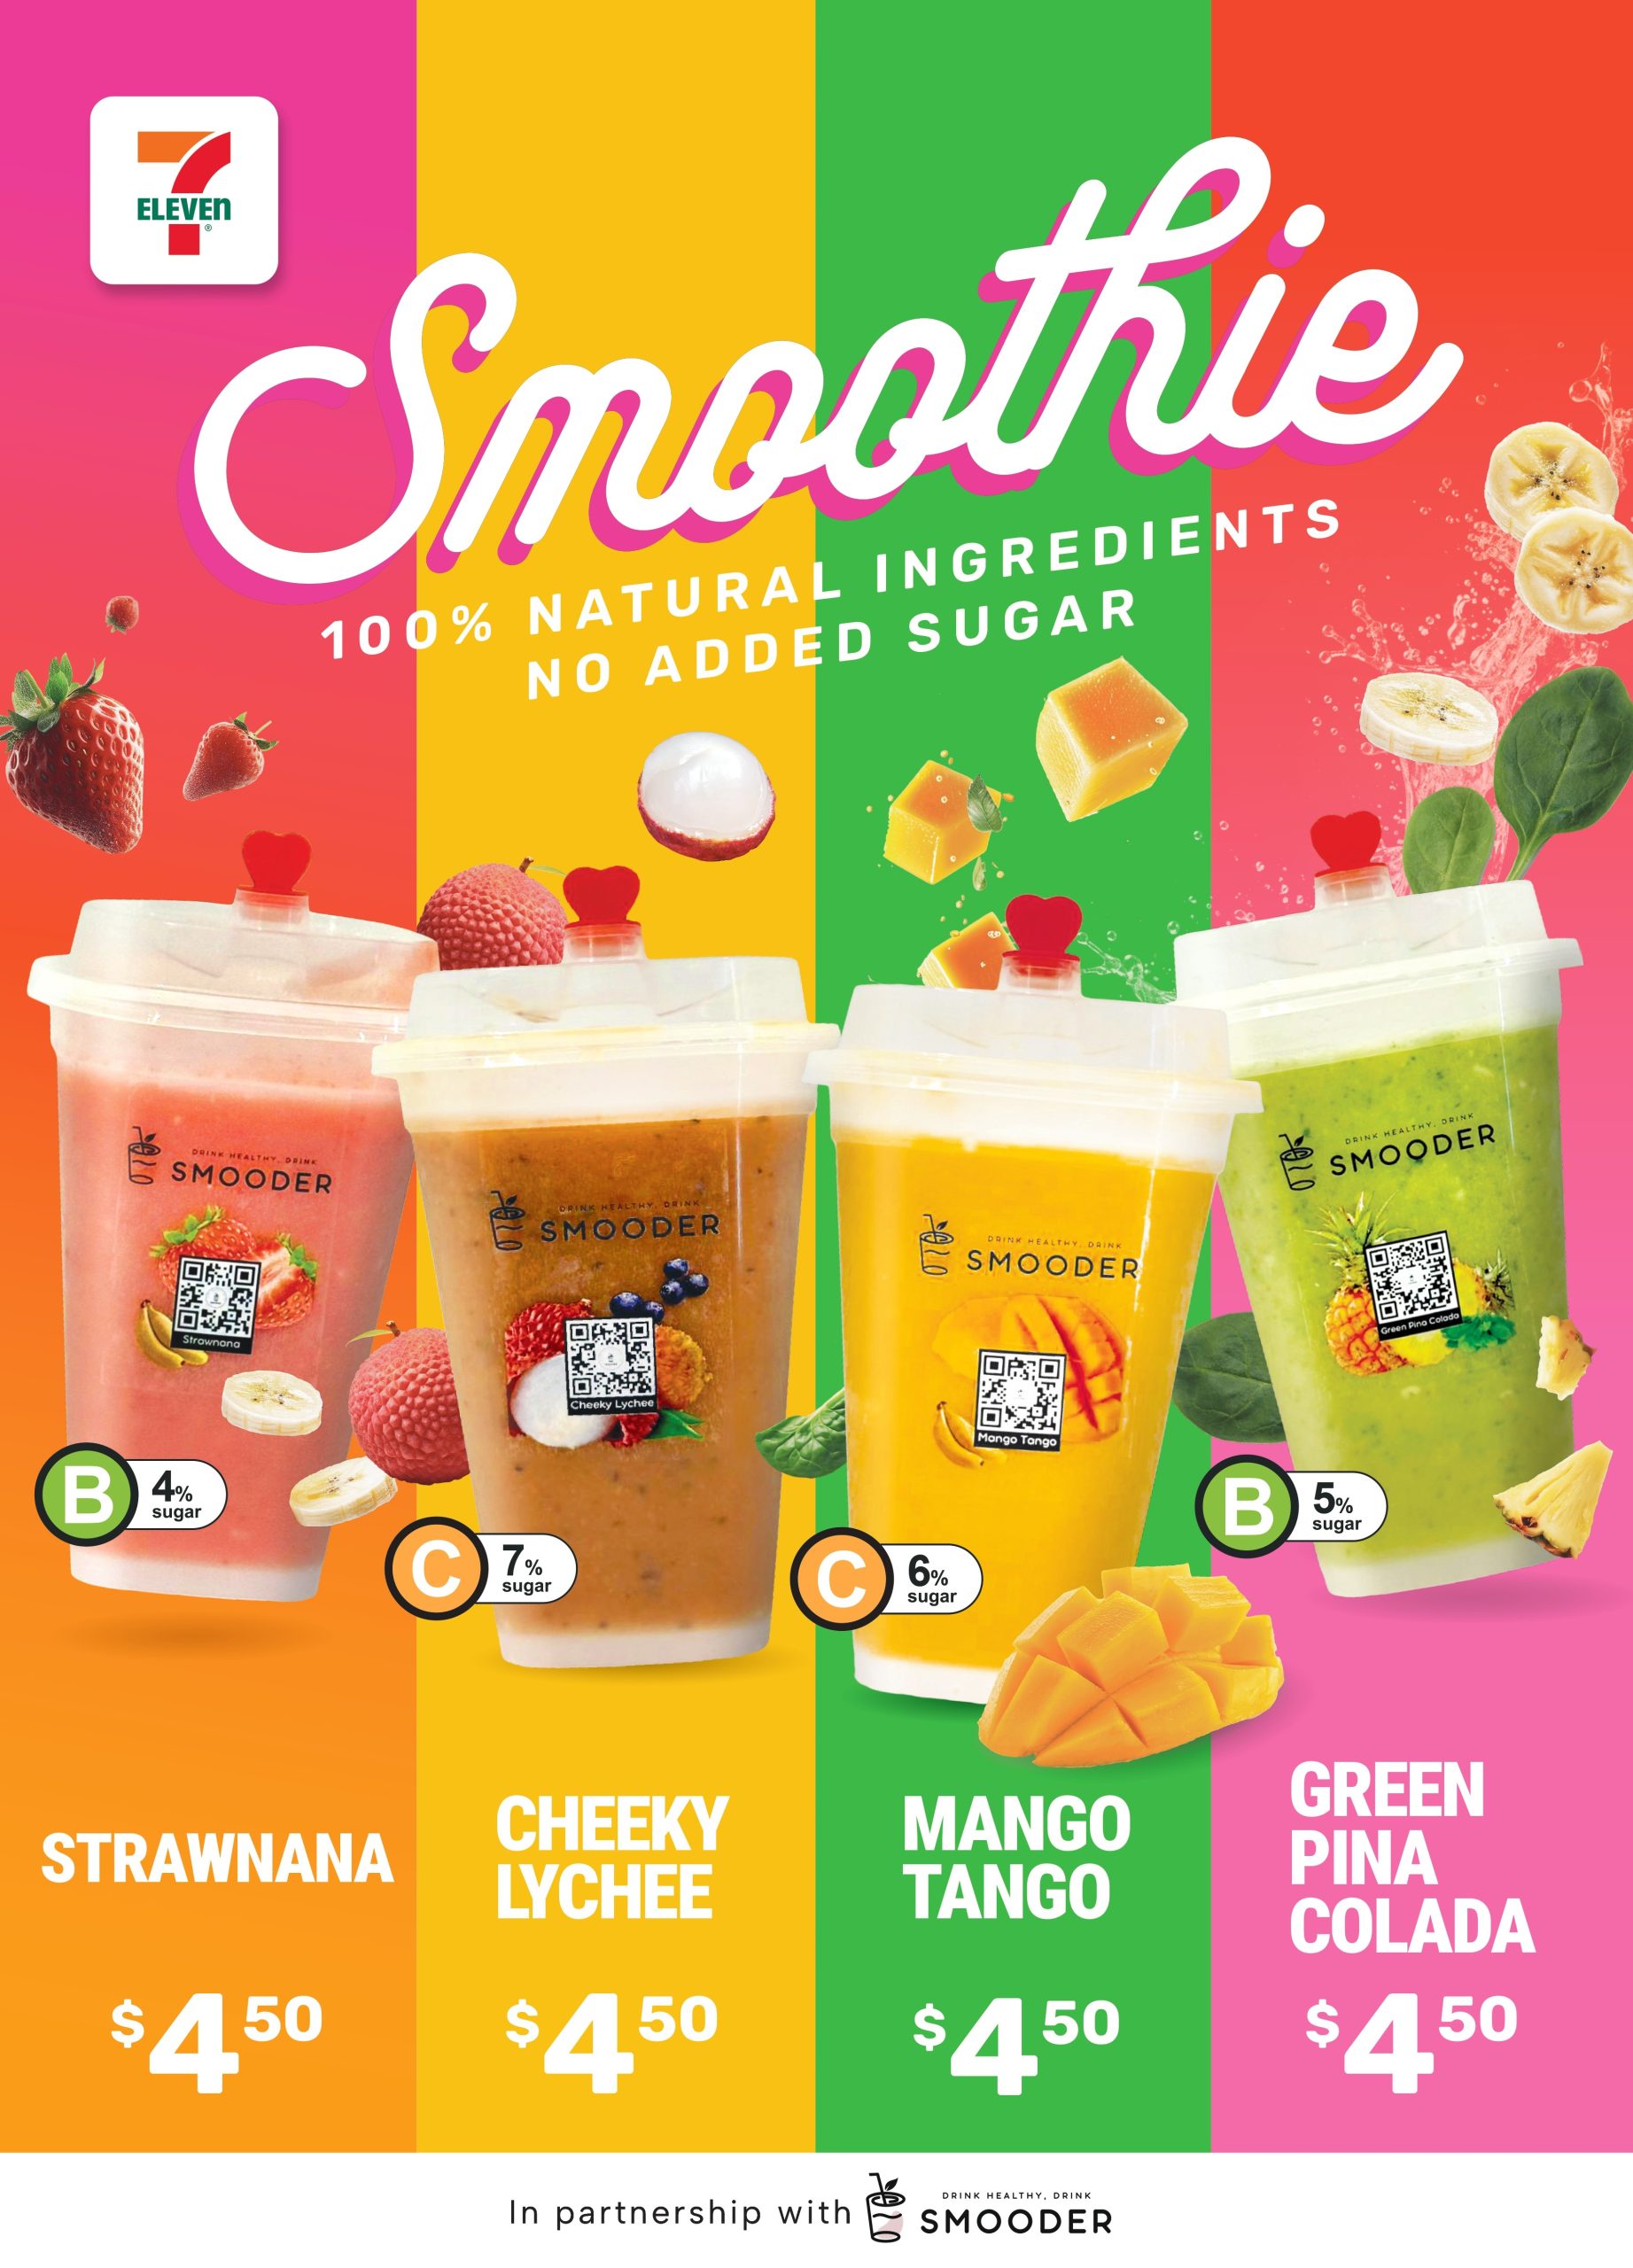 7
ELEVEn
®
Smoothie
100% NATURAL INGREDIENTS
NO ADDED SUGAR
DRINK HEALTHY, DRINK
SMOODER
Strawnana
B
4%
sugar
DRINK HEALTHY, DRINK
SMOODER
Cheeky Lychee
C
7%
sugar
DRINK HEALTHY, DRINK
SMOODER
Mango Tango
C
6%
sugar
DRINK HEALTHY, DRINK
SMOODER
Green Pina Colada
B
5%
sugar
STRAWNANA
$4 50
CHEEKY
LYCHEE
$4 50
MANGO
TANGO
$4 50
GREEN
PINA
COLADA
$4 50
In partnership with
DRINK HEALTHY, DRINK
SMOODER